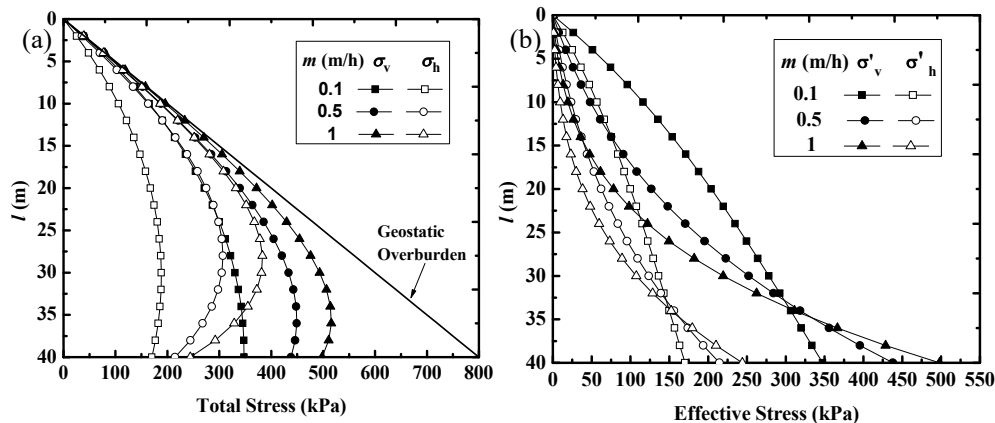 (a)
0
5
10
15
20
25
30
35
40
l (m)
0 100 200 300 400 500 600 700 800
Total Stress (kPa)
m (m/h) σv σh
0.1
0.5
1
Geostatic
Overburden
(b)
0
5
10
15
20
25
30
35
40
l (m)
0 50 100 150 200 250 300 350 400 450 500 550
Effective Stress (kPa)
m (m/h) σ'v σ'h
0.1
0.5
1